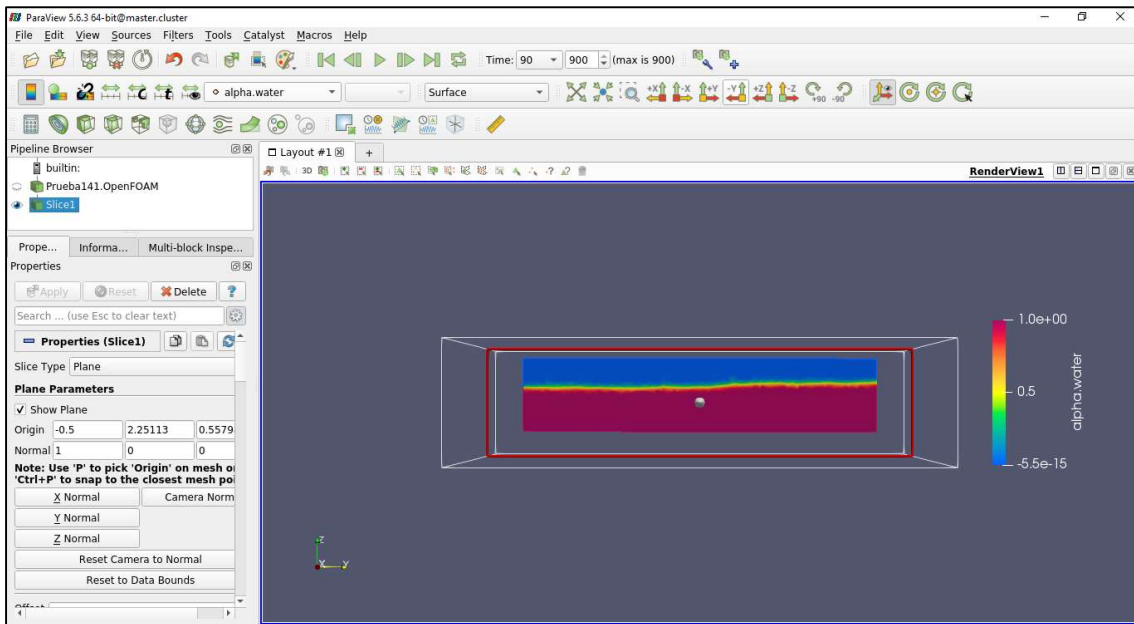 ParaView 5.6.3 64-bit@master.cluster
File Edit View Sources Filters Tools Catalyst Macros Help
Time: 90 900 (max is 900)
alpha.water Surface +X -X +Y -Y +Z -Z +90 -90
Pipeline Browser
Layout #1 +
builtin:
3D
RenderView1
Prueba141.OpenFOAM
Slice1
Prope... Informa... Multi-block Inspe...
Properties
Apply Reset Delete ?
Search ... (use Esc to clear text)
Properties (Slice1)
Slice Type Plane
Plane Parameters
Show Plane
Origin -0.5 2.25113 0.5579
Normal 1 0 0
Note: Use 'P' to pick 'Origin' on mesh o
'Ctrl+P' to snap to the closest mesh poi
X Normal Camera Norm
Y Normal
Z Normal
Reset Camera to Normal
Reset to Data Bounds
1.0e+00
0.5
-5.5e-15
alpha.water
Z
X Y